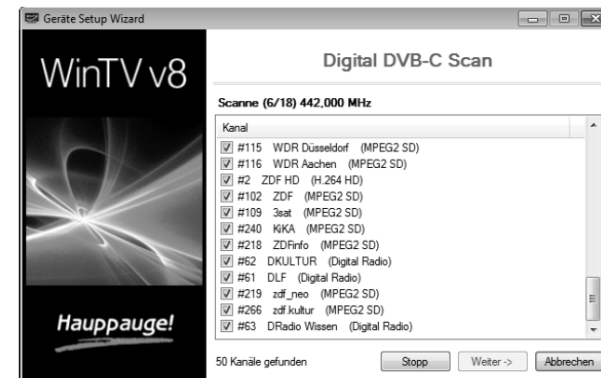 Geräte Setup Wizard
WinTV v8
Hauppauge!
Digital DVB-C Scan
Scanne (6/18) 442,000 MHz
Kanal
#115 WDR Düsseldorf (MPEG2 SD)
#116 WDR Aachen (MPEG2 SD)
#2 ZDF HD (H.264 HD)
#102 ZDF (MPEG2 SD)
#109 3sat (MPEG2 SD)
#240 KiKA (MPEG2 SD)
#218 ZDFinfo (MPEG2 SD)
#62 DKULTUR (Digital Radio)
#61 DLF (Digital Radio)
#219 zdf_neo (MPEG2 SD)
#266 zdf.kultur (MPEG2 SD)
#63 DRadio Wissen (Digital Radio)
50 Kanäle gefunden
Stopp
Weiter ->
Abbrechen